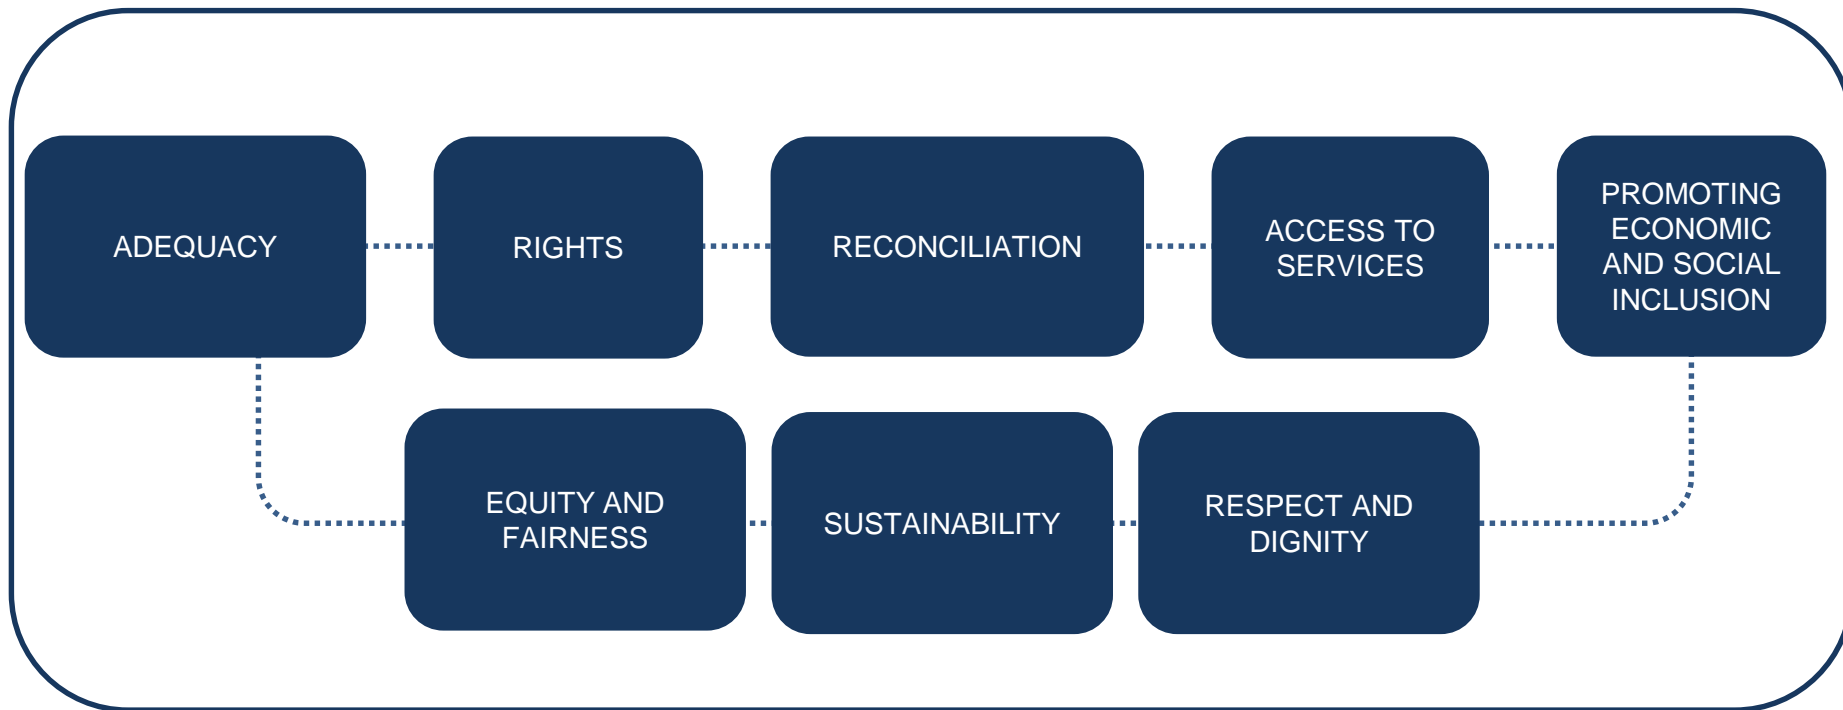 ADEQUACY
RIGHTS
RECONCILIATION
ACCESS TO
SERVICES
PROMOTING
ECONOMIC
AND SOCIAL
INCLUSION
EQUITY AND
FAIRNESS
SUSTAINABILITY
RESPECT AND
DIGNITY